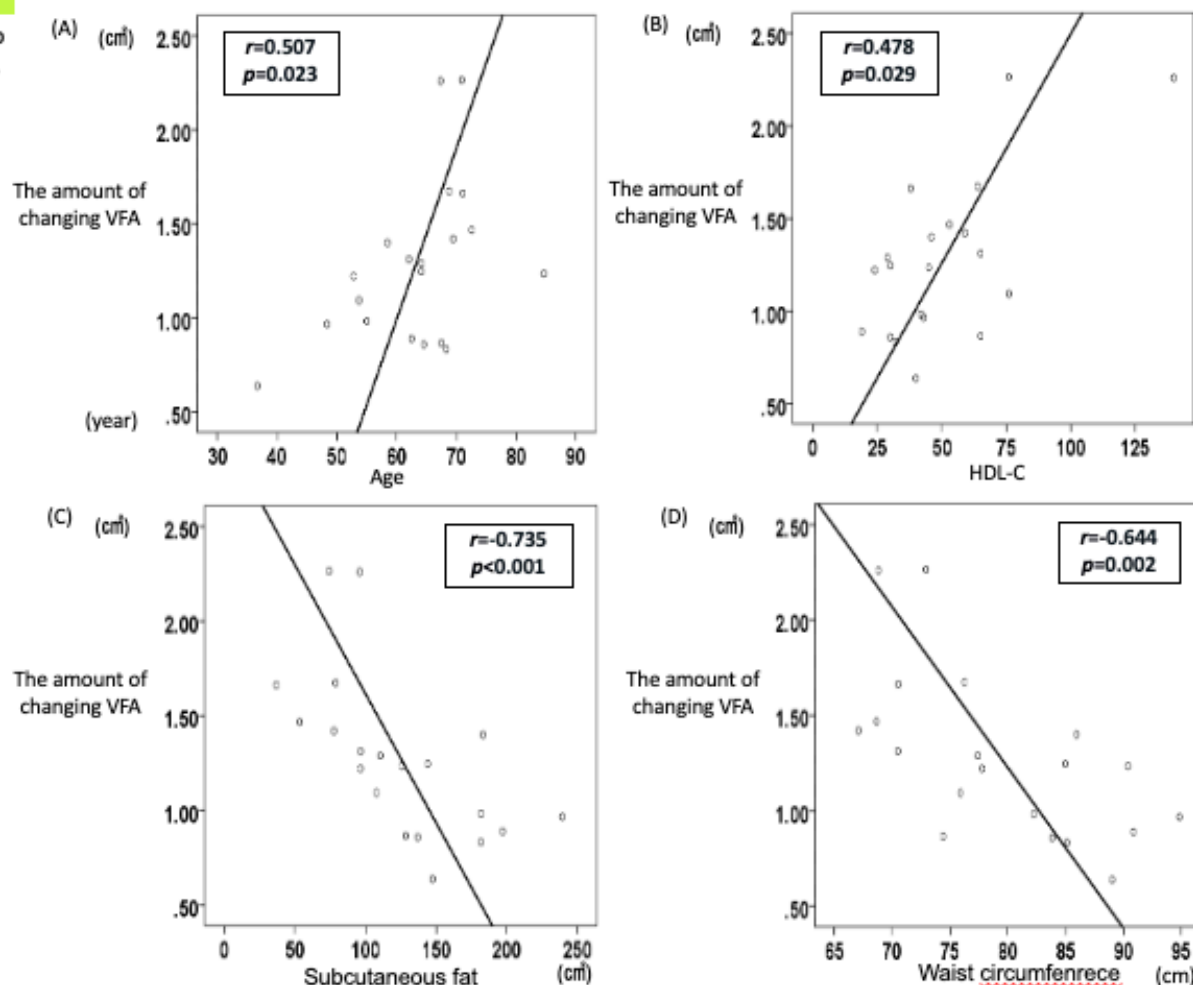 (A)
(㎠)
r=0.507
p=0.023
2.50
2.00
1.50
1.00
.50
The amount of
changing VFA
(year)
30 40 50 60 70 80 90
Age
(B)
(㎠)
r=0.478
p=0.029
2.50
2.00
1.50
1.00
.50
The amount of
changing VFA
0 25 50 75 100 125
HDL-C
(C)
(㎠)
r=-0.735
p<0.001
2.50
2.00
1.50
1.00
.50
The amount of
changing VFA
0 50 100 150 200 250
Subcutaneous fat
(㎠)
(D)
(㎠)
r=-0.644
p=0.002
2.50
2.00
1.50
1.00
.50
The amount of
changing VFA
65 70 75 80 85 90 95
Waist circumfenrece
(cm)